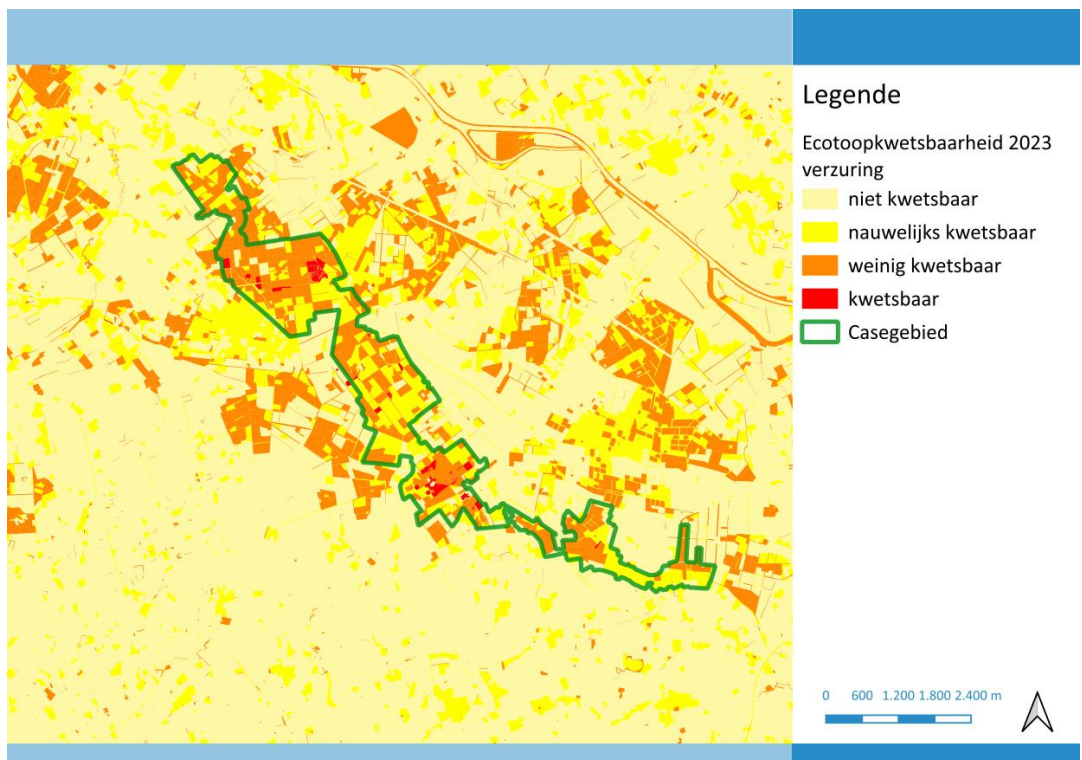 Legende
Ecotoopkwetsbaarheid 2023
verzuring
niet kwetsbaar
nauwelijks kwetsbaar
weinig kwetsbaar
kwetsbaar
Casegebied
0 600 1.200 1.800 2.400 m